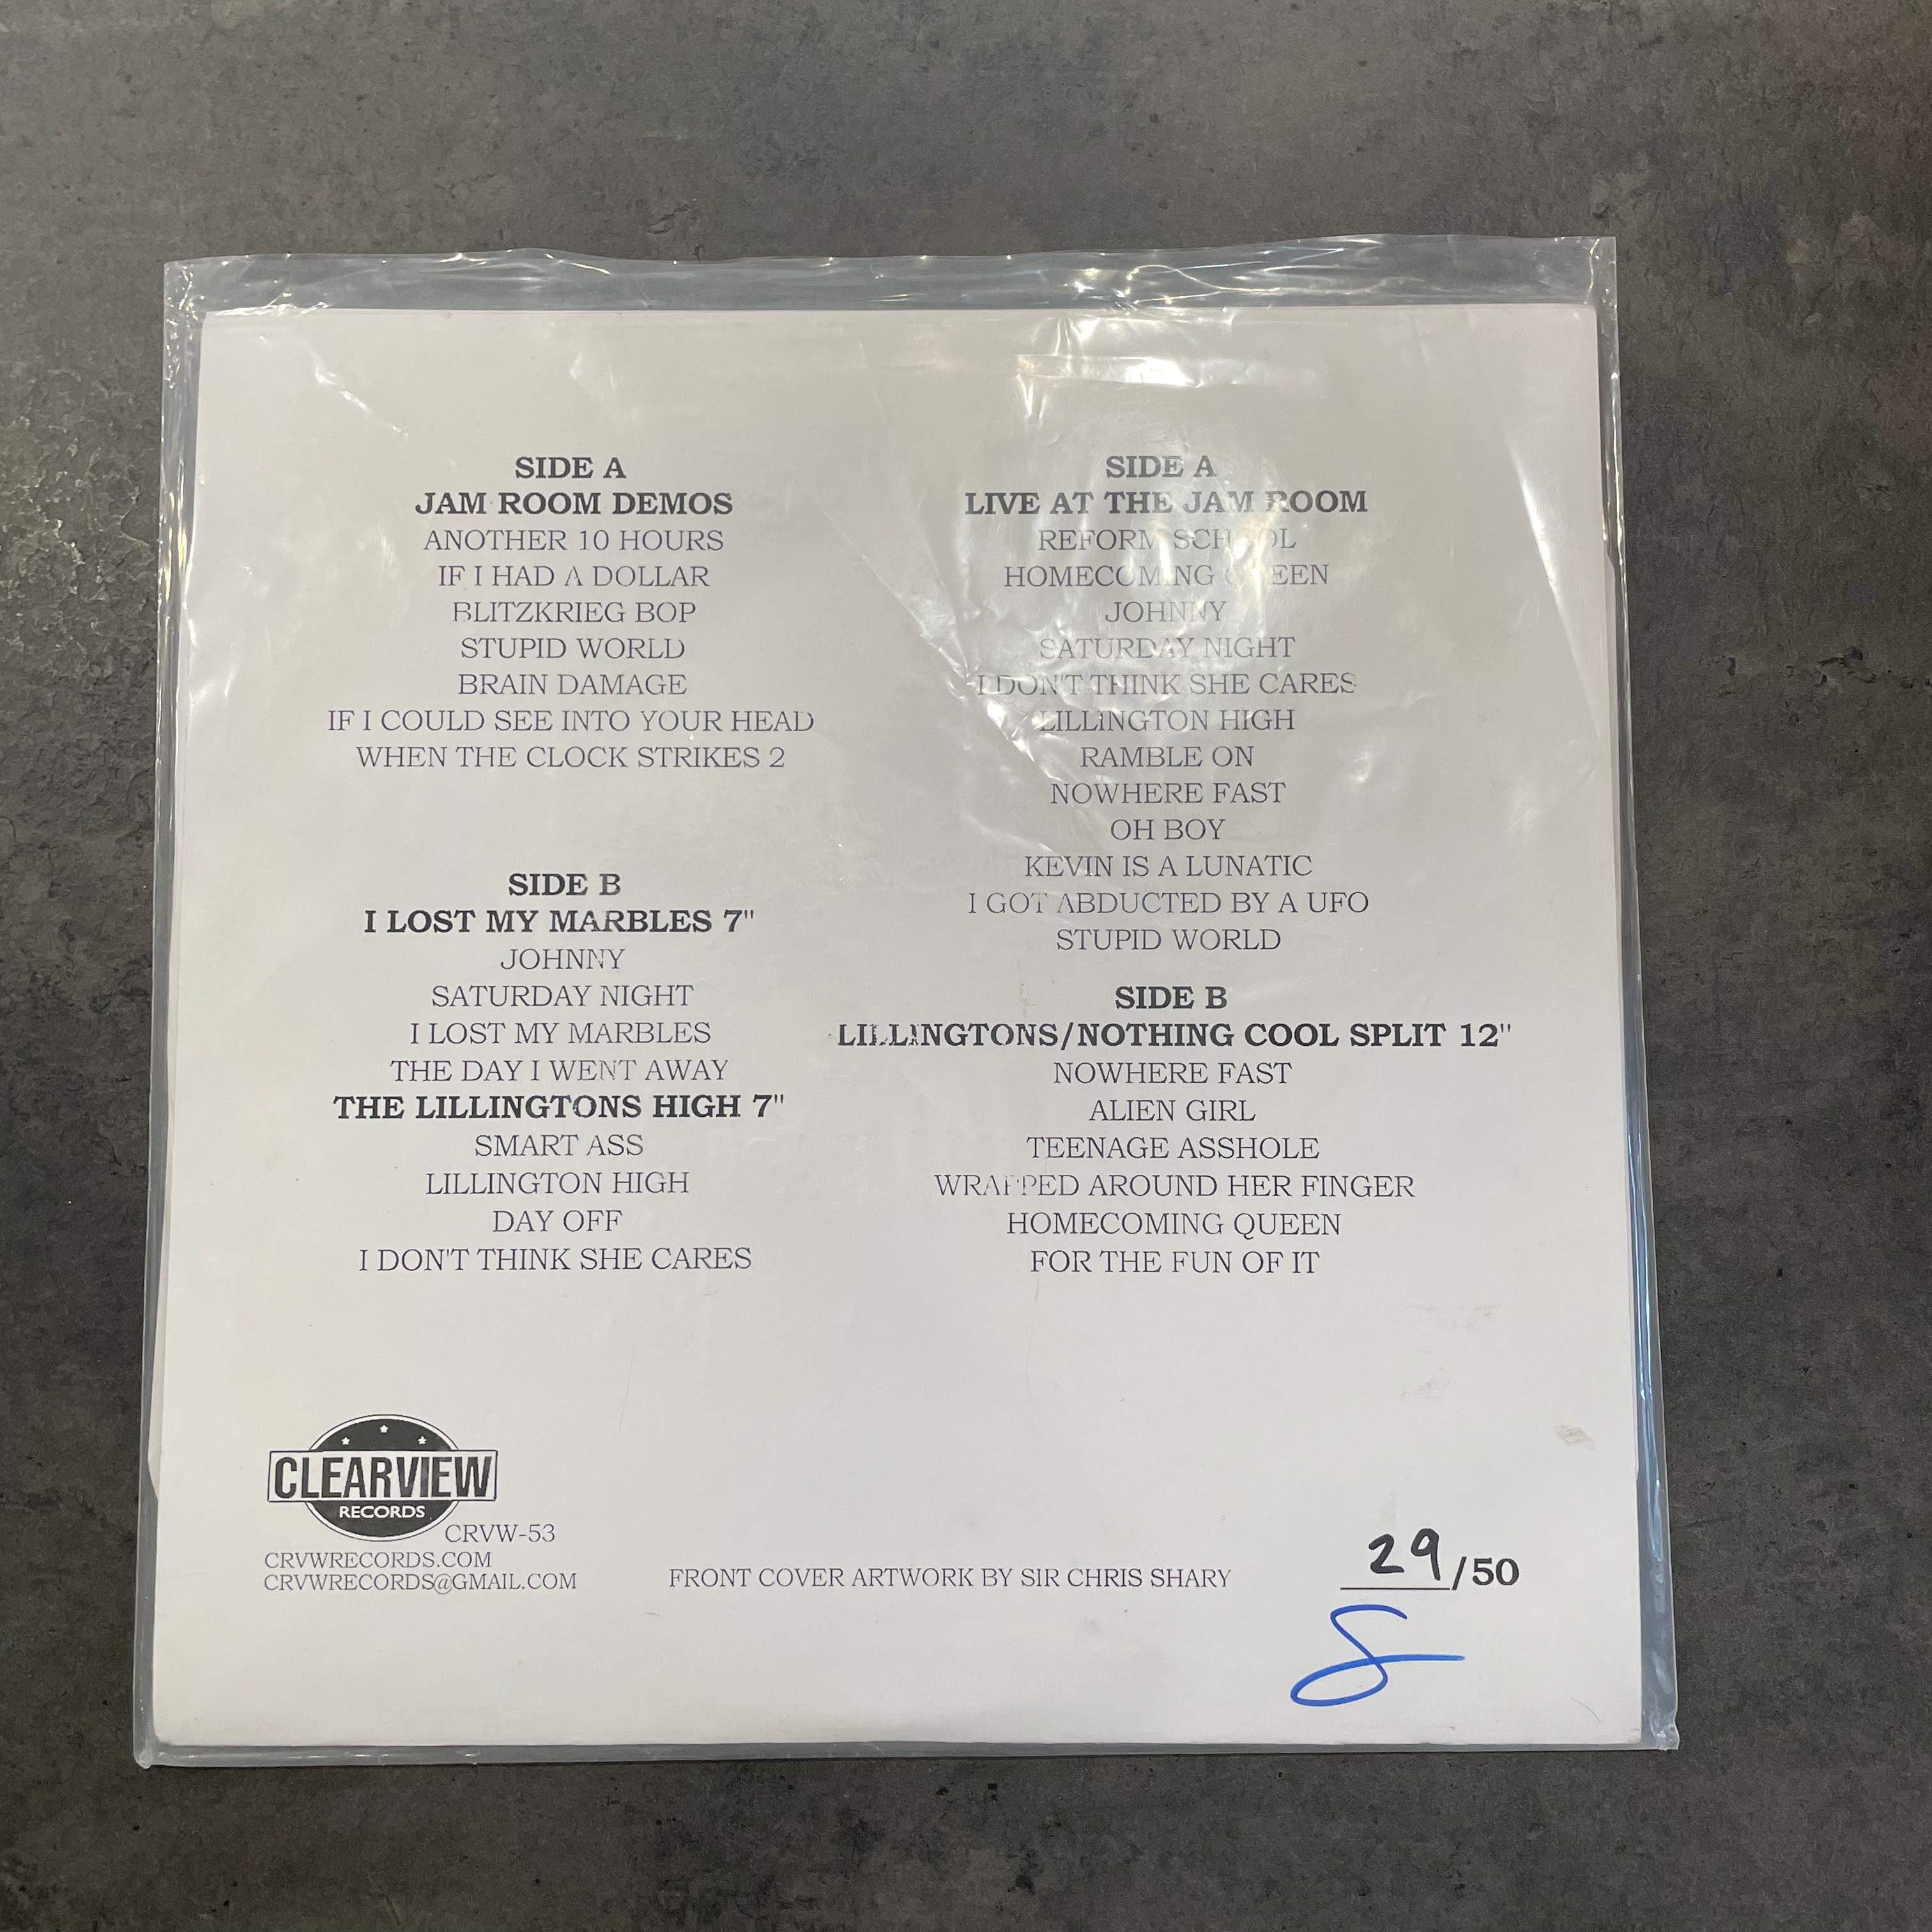 SIDE A
JAM ROOM DEMOS
ANOTHER 10 HOURS
IF I HAD A DOLLAR
BLITZKRIEG BOP
STUPID WORLD
BRAIN DAMAGE
IF I COULD SEE INTO YOUR HEAD
WHEN THE CLOCK STRIKES 2
SIDE B
I LOST MY MARBLES 7"
JOHNNY
SATURDAY NIGHT
I LOST MY MARBLES
THE DAY I WENT AWAY
THE LILLINGTONS HIGH 7"
SMART ASS
LILLINGTON HIGH
DAY OFF
I DON'T THINK SHE CARES
SIDE A
LIVE AT THE JAM ROOM
REFORM SCHOOL
HOMECOMING QUEEN
JOHNNY
SATURDAY NIGHT
I DON'T THINK SHE CARES
LILLINGTON HIGH
RAMBLE ON
NOWHERE FAST
OH BOY
KEVIN IS A LUNATIC
I GOT ABDUCTED BY A UFO
STUPID WORLD
SIDE B
LILLINGTONS/NOTHING COOL SPLIT 12"
NOWHERE FAST
ALIEN GIRL
TEENAGE ASSHOLE
WRAPPED AROUND HER FINGER
HOMECOMING QUEEN
FOR THE FUN OF IT
CLEARVIEW
RECORDS
CRVW-53
CRVWRECORDS.COM
CRVWRECORDS@GMAIL.COM
FRONT COVER ARTWORK BY SIR CHRIS SHARY
29/50